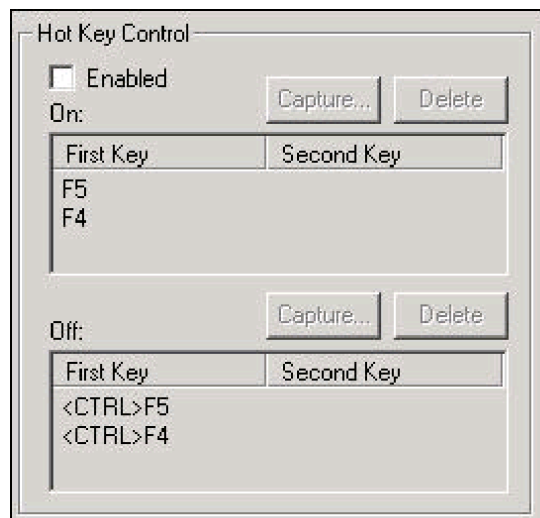 Hot Key Control
Enabled
On:
Capture... Delete
First Key Second Key
F5
F4
Off:
Capture... Delete
First Key Second Key
<CTRL>F5
<CTRL>F4